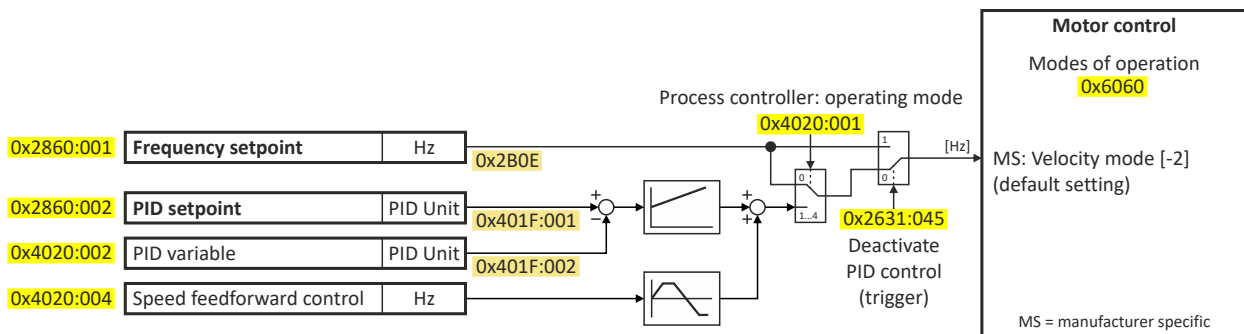 Motor control
Modes of operation
0x6060
Process controller: operating mode
0x4020:001
0x2860:001 Frequency setpoint Hz
0x2B0E
1
0
[Hz]
MS: Velocity mode [-2]
(default setting)
0
1...4
0x2860:002 PID setpoint PID Unit
0x401F:001
+
−
+
+
0x2631:045
Deactivate
PID control
(trigger)
0x4020:002 PID variable PID Unit
0x401F:002
0x4020:004 Speed feedforward control Hz
MS = manufacturer specific